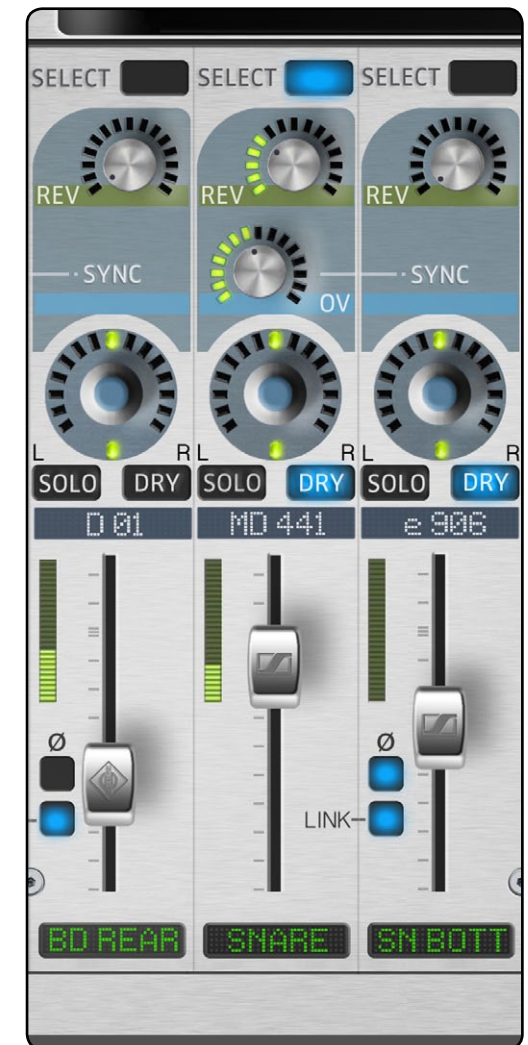 SELECT SELECT SELECT
REV REV REV
SYNC SYNC
OV
L R L R L R
SOLO DRY SOLO DRY SOLO DRY
D 01 MD 441 e 906
Ø Ø
LINK
BD REAR SNARE SN BOTT